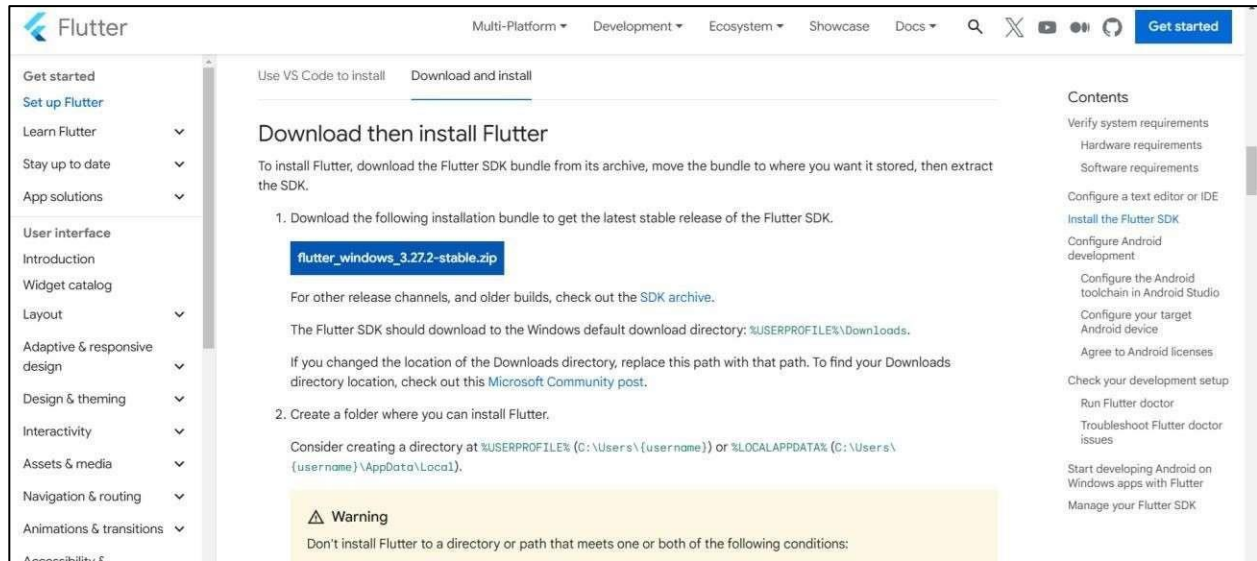 Flutter
Multi-Platform
Development
Ecosystem
Showcase
Docs
Get started
Get started
Set up Flutter
Learn Flutter
Stay up to date
App solutions
User interface
Introduction
Widget catalog
Layout
Adaptive & responsive
design
Design & theming
Interactivity
Assets & media
Navigation & routing
Animations & transitions
Accessibility &
Use VS Code to install
Download and install
Download then install Flutter
To install Flutter, download the Flutter SDK bundle from its archive, move the bundle to where you want it stored, then extract
the SDK.
1. Download the following installation bundle to get the latest stable release of the Flutter SDK.
flutter_windows_3.27.2-stable.zip
For other release channels, and older builds, check out the SDK archive.
The Flutter SDK should download to the Windows default download directory: %USERPROFILE%\Downloads.
If you changed the location of the Downloads directory, replace this path with that path. To find your Downloads
directory location, check out this Microsoft Community post.
2. Create a folder where you can install Flutter.
Consider creating a directory at %USERPROFILE% (C:\Users\{username}) or %LOCALAPPDATA% (C:\Users\
{username}\AppData\Local).
Warning
Don't install Flutter to a directory or path that meets one or both of the following conditions:
Contents
Verify system requirements
Hardware requirements
Software requirements
Configure a text editor or IDE
Install the Flutter SDK
Configure Android
development
Configure the Android
toolchain in Android Studio
Configure your target
Android device
Agree to Android licenses
Check your development setup
Run Flutter doctor
Troubleshoot Flutter doctor
issues
Start developing Android on
Windows apps with Flutter
Manage your Flutter SDK